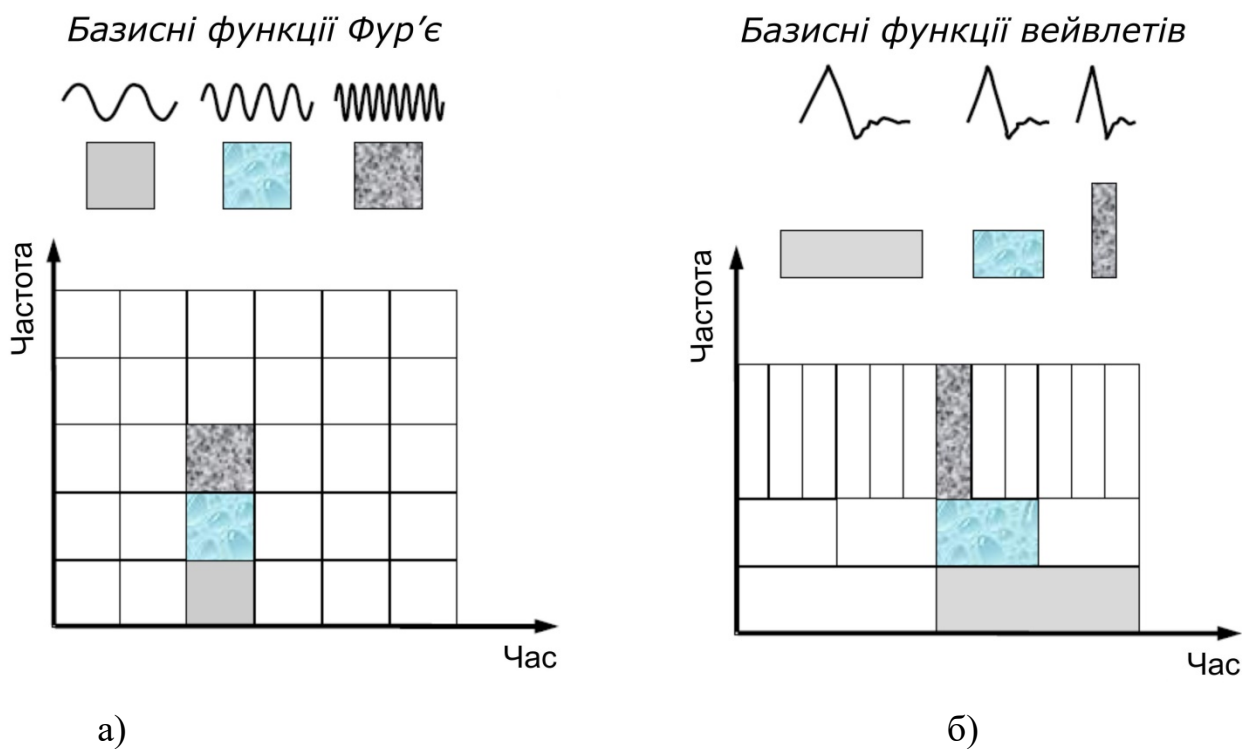 Базисні функції Фур’є
Базисні функції вейвлетів
Частота
Час
Частота
Час
а)
б)